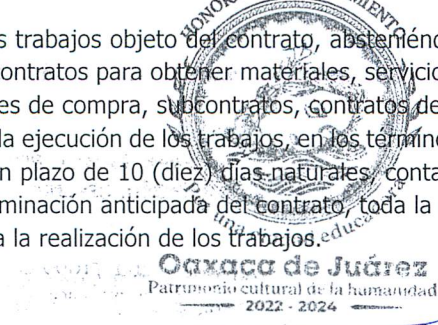 s trabajos objeto del contrato, absteniénd
ontratos para obtener materiales, servicio
es de compra, subcontratos, contratos de
la ejecución de los trabajos, en los término
n plazo de 10 (diez) días naturales, conta
minación anticipada del contrato, toda la
a la realización de los trabajos.
Oaxaca de Juárez
Patrimonio cultural de la humanidad
2022 - 2024